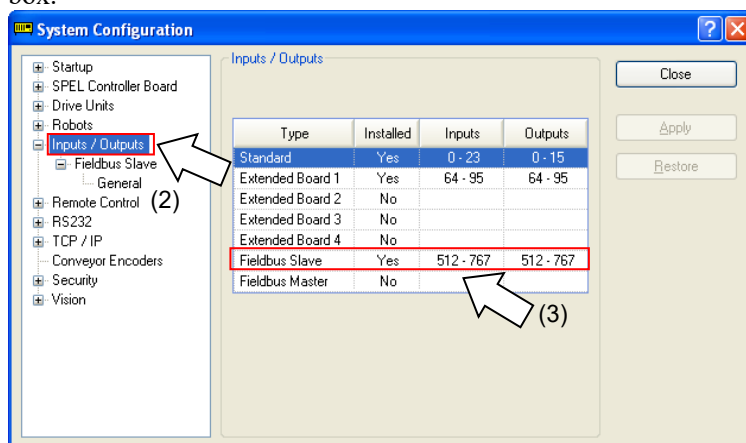 box.
System Configuration
Startup
SPEL Controller Board
Drive Units
Robots
Inputs / Outputs
Fieldbus Slave
General
Remote Control
RS232
TCP / IP
Conveyor Encoders
Security
Vision
(2)
Inputs / Outputs
Type Installed Inputs Outputs
Standard Yes 0 - 23 0 - 15
Extended Board 1 Yes 64 - 95 64 - 95
Extended Board 2 No
Extended Board 3 No
Extended Board 4 No
Fieldbus Slave Yes 512 - 767 512 - 767
Fieldbus Master No
(3)
Close
Apply
Restore